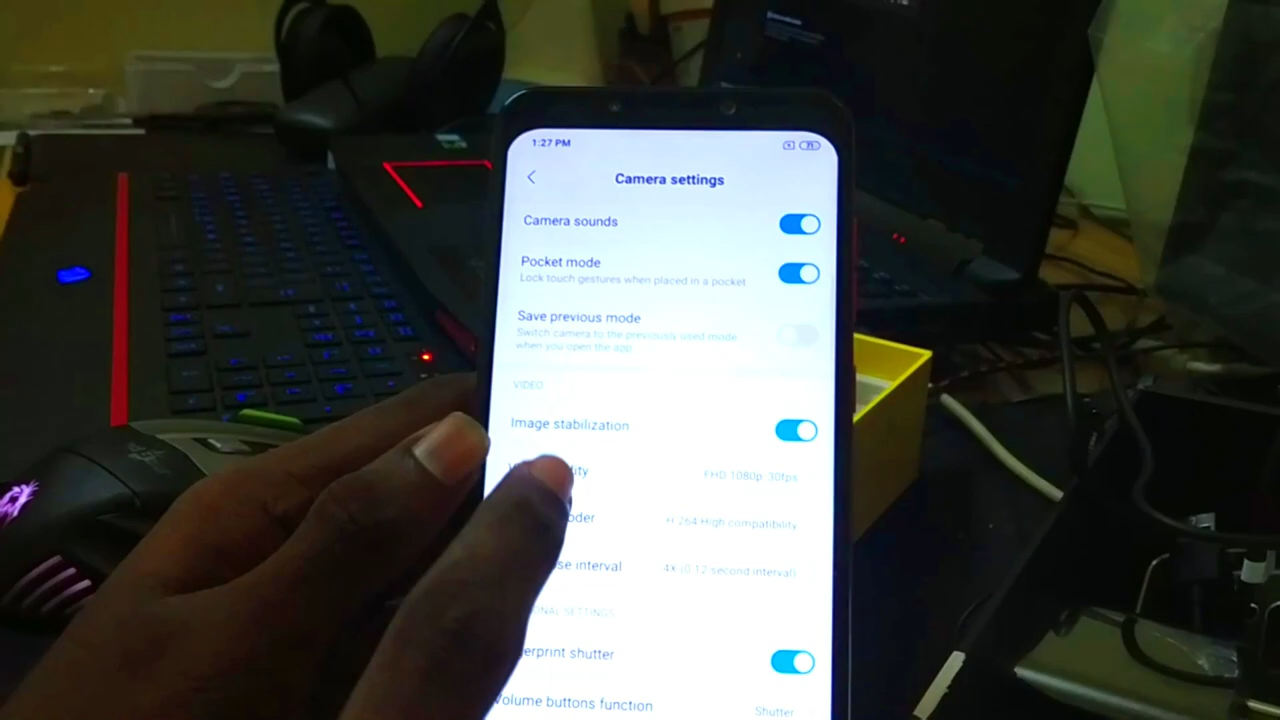 1:27 PM
71
Camera settings
Camera sounds
Pocket mode
Lock touch gestures when placed in a pocket
Save previous mode
Switch camera to the previously used mode
when you open the app
VIDEO
Image stabilization
FHD 1080p 30fps
H.264 High compatibility
interval 4X (0.12 second interval)
SETTINGS
shutter
Volume buttons function Shutter